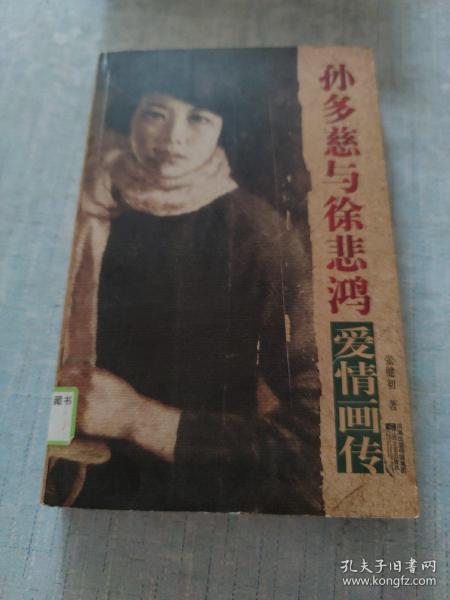 孙多慈与徐悲鸿
爱情画传
张健初 著
藏书
孔夫子旧书网
www.kongfz.com